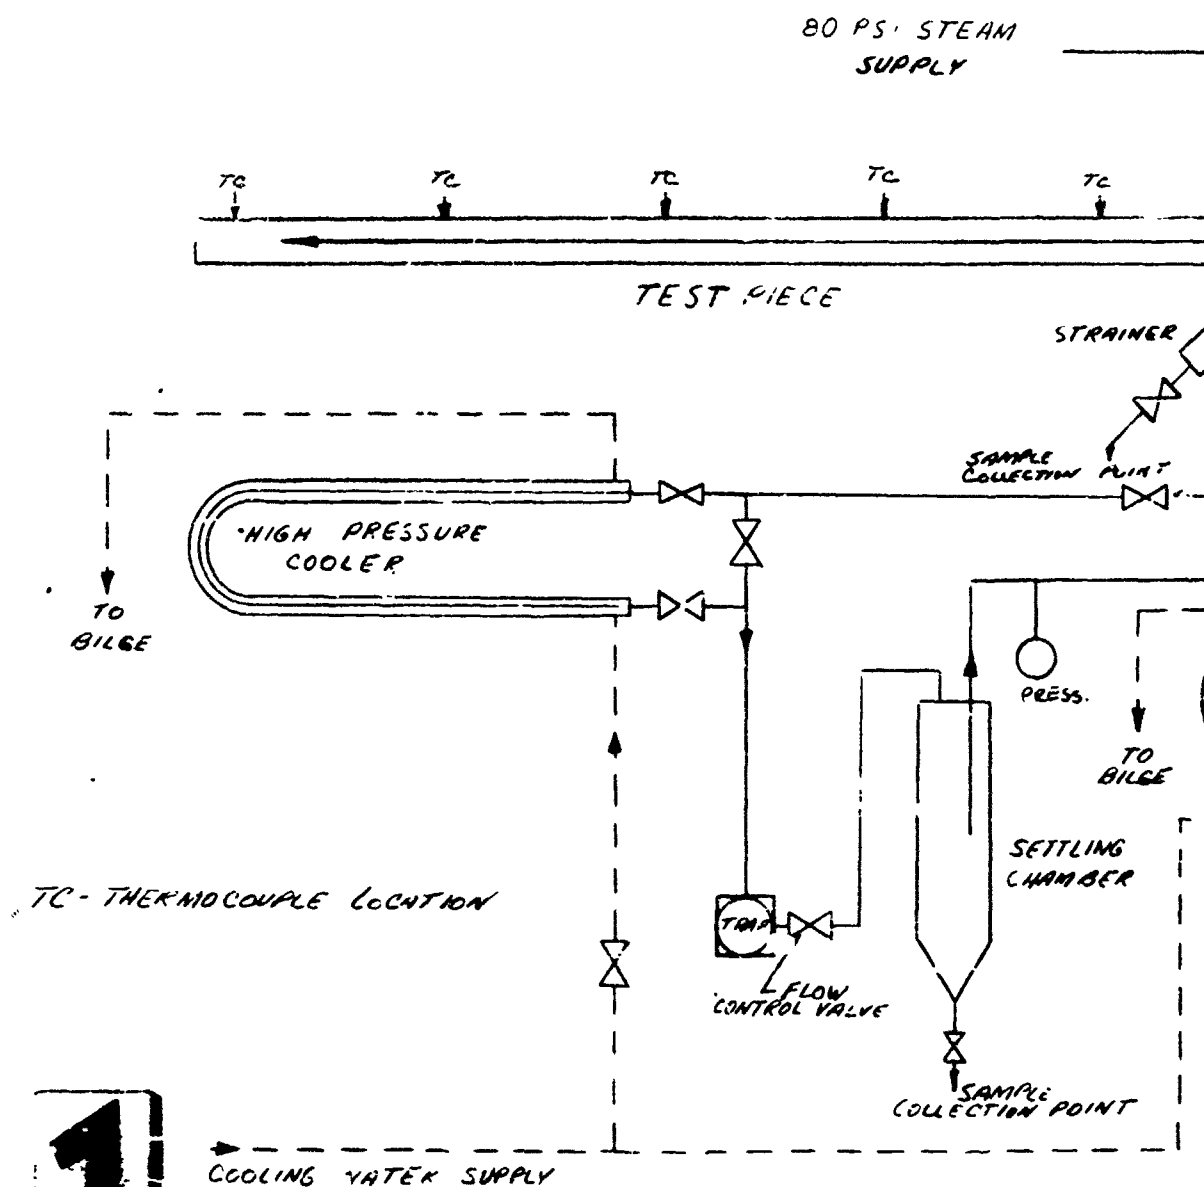 80 PSI STEAM
SUPPLY
TC TC TC TC TC
TEST PIECE
STRAINER
SAMPLE
COLLECTION POINT
HIGH PRESSURE
COOLER
TO
BILGE
PRESS.
TO
BILGE
SETTLING
CHAMBER
TC - THERMOCOUPLE LOCATION
TRAP
FLOW
CONTROL VALVE
SAMPLE
COLLECTION POINT
1
COOLING WATER SUPPLY